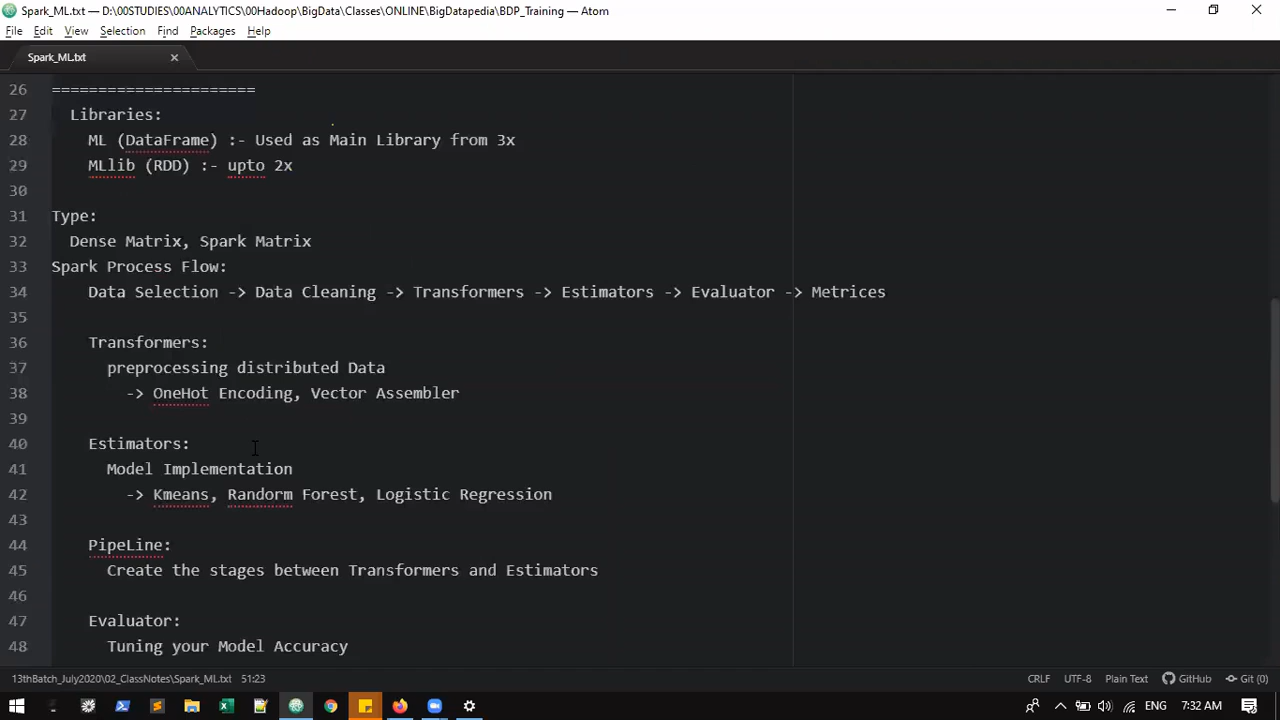 Spark_ML.txt — D:\00STUDIES\00ANALYTICS\00Hadoop\BigData\Classes\ONLINE\BigDatapedia\BDP_Training — Atom
File Edit View Selection Find Packages Help
Spark_ML.txt
26 ======================
27 Libraries:
28 ML (DataFrame) :- Used as Main Library from 3x
29 MLlib (RDD) :- upto 2x
30
31 Type:
32 Dense Matrix, Spark Matrix
33 Spark Process Flow:
34 Data Selection -> Data Cleaning -> Transformers -> Estimators -> Evaluator -> Metrices
35
36 Transformers:
37 preprocessing distributed Data
38 -> OneHot Encoding, Vector Assembler
39
40 Estimators:
41 Model Implementation
42 -> Kmeans, Randorm Forest, Logistic Regression
43
44 PipeLine:
45 Create the stages between Transformers and Estimators
46
47 Evaluator:
48 Tuning your Model Accuracy
13thBatch_July2020\02_ClassNotes\Spark_ML.txt 51:23 CRLF UTF-8 Plain Text GitHub Git (0)
ENG 7:32 AM